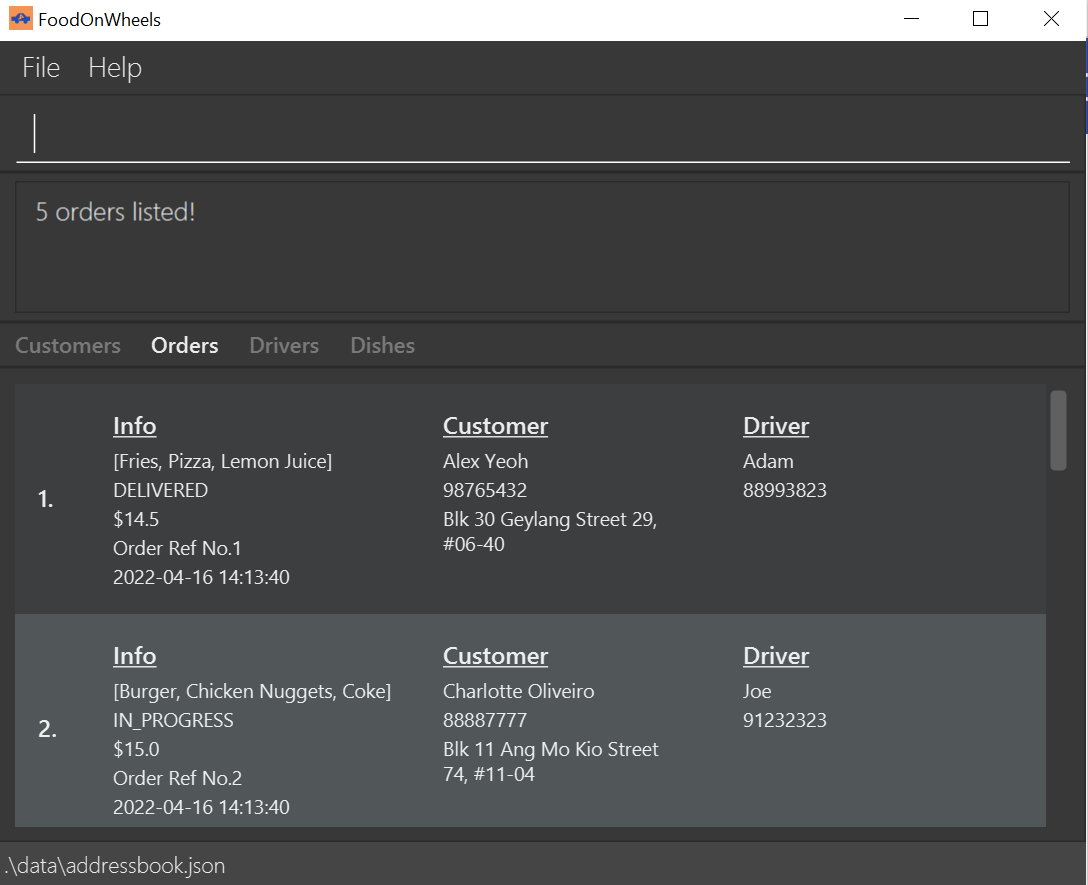 FoodOnWheels
File Help
5 orders listed!
Customers Orders Drivers Dishes
1.
Info
[Fries, Pizza, Lemon Juice]
DELIVERED
$14.5
Order Ref No.1
2022-04-16 14:13:40
Customer
Alex Yeoh
98765432
Blk 30 Geylang Street 29,
#06-40
Driver
Adam
88993823
2.
Info
[Burger, Chicken Nuggets, Coke]
IN_PROGRESS
$15.0
Order Ref No.2
2022-04-16 14:13:40
Customer
Charlotte Oliveiro
88887777
Blk 11 Ang Mo Kio Street
74, #11-04
Driver
Joe
91232323
.\data\addressbook.json